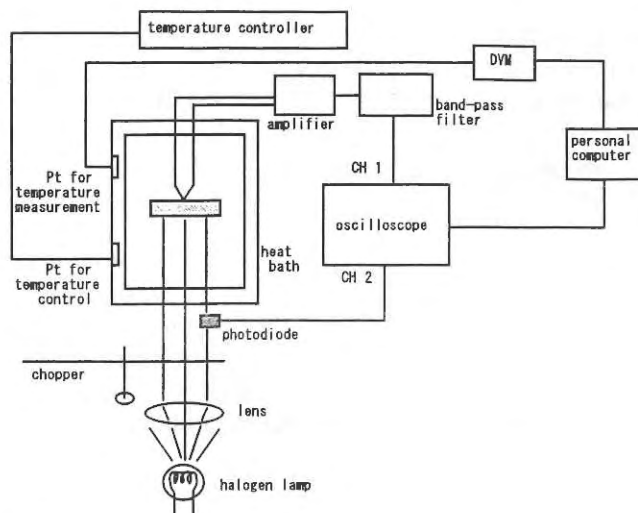 temperature controller
DVM
amplifier
band-pass
filter
personal
computer
Pt for
temperature
measurement
CH 1
oscilloscope
heat
bath
Pt for
temperature
control
CH 2
photodiode
chopper
lens
halogen lamp